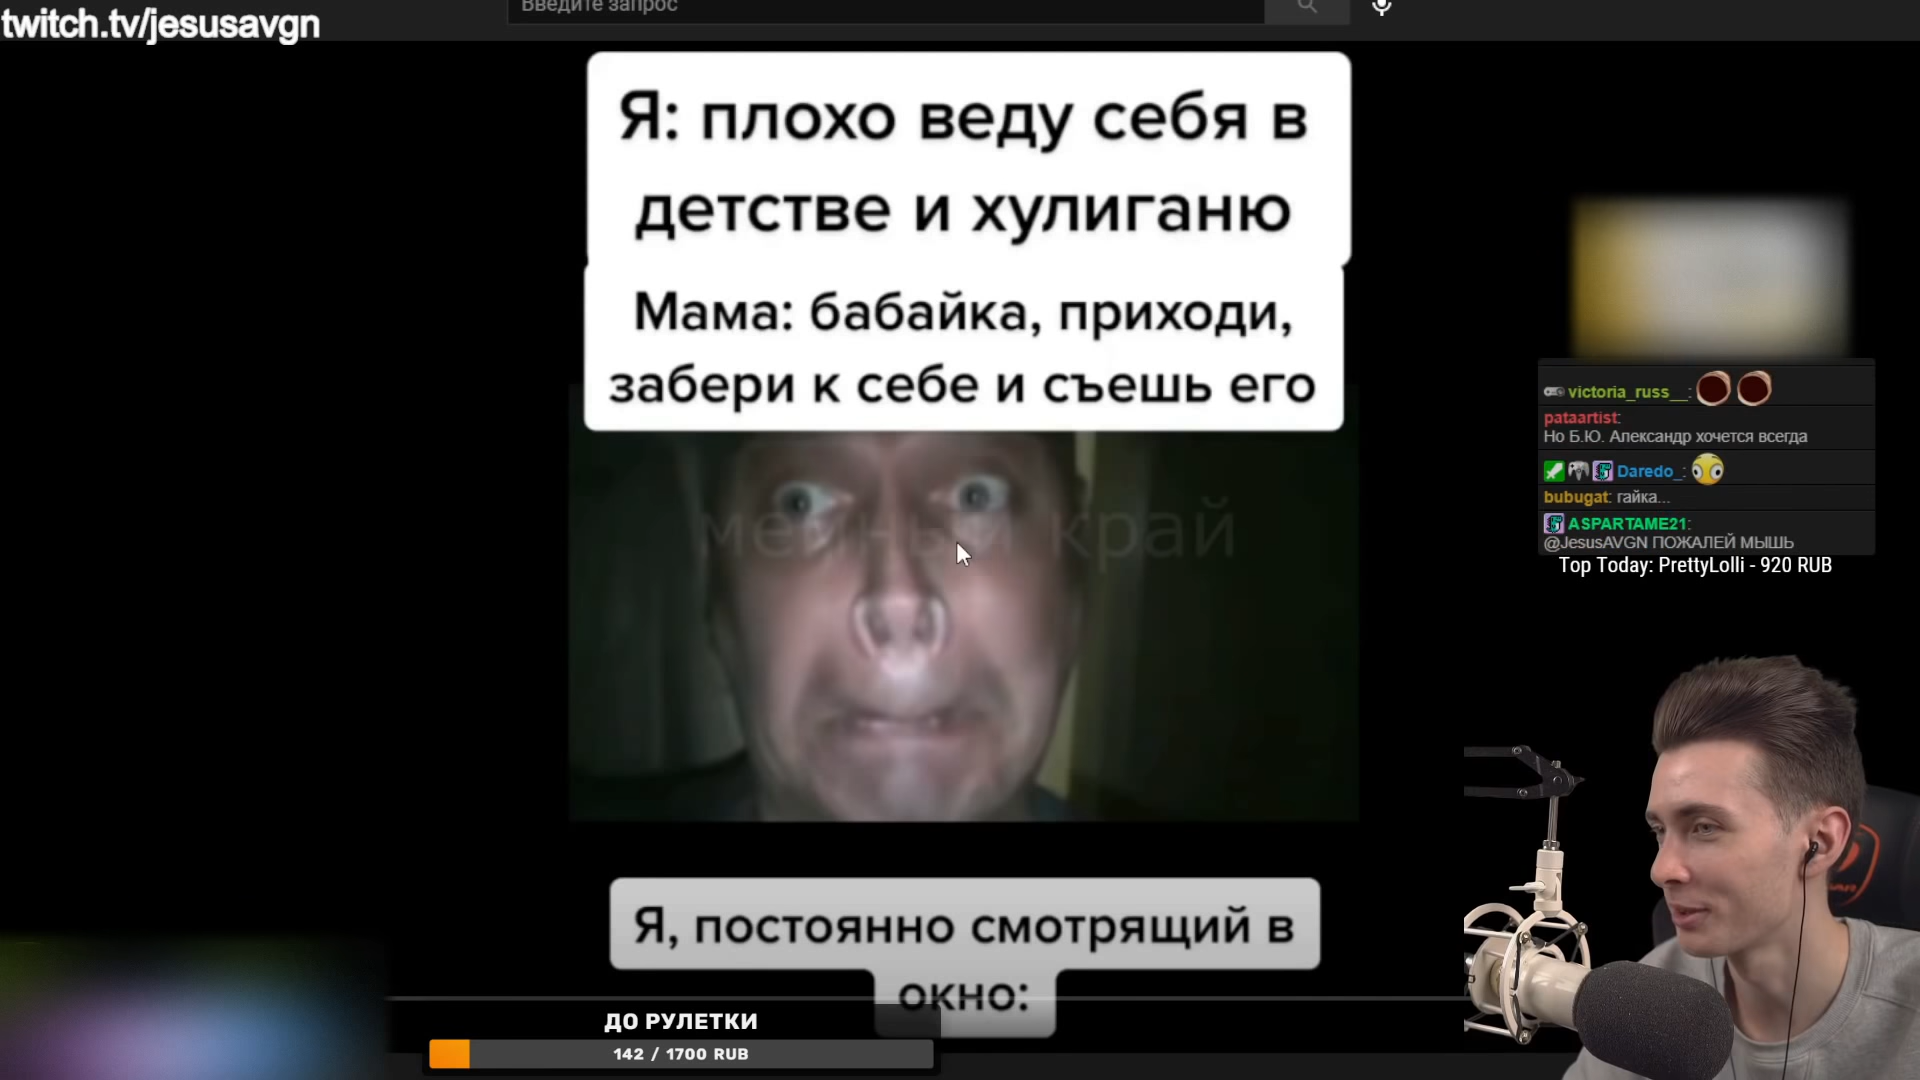 twitch.tv/jesusavgn
Введите запрос
Я: плохо веду себя в
детстве и хулиганю
Мама: бабайка, приходи,
забери к себе и съешь его
край
Я, постоянно смотрящий в
окно:
victoria_russ__:
pataartist:
Но Б.Ю. Александр хочется всегда
Daredo_:
bubugat: гайка...
ASPARTAME21:
@JesusAVGN ПОЖАЛЕЙ МЫШЬ
Top Today: PrettyLolli - 920 RUB
ДО РУЛЕТКИ
142 / 1700 RUB